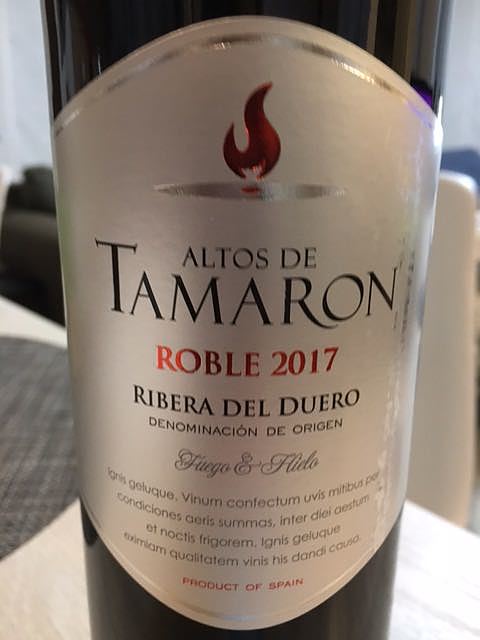 ALTOS DE
TAMARON
ROBLE 2017
RIBERA DEL DUERO
DENOMINACIÓN DE ORIGEN
Fuego & Hielo
Ignis geluque. Vinum confectum uvis mitibus per
condiciones aeris summas, inter diei aestum
et noctis frigorem. Ignis geluque
eximiam qualitatem vinis his dandi causa.
PRODUCT OF SPAIN